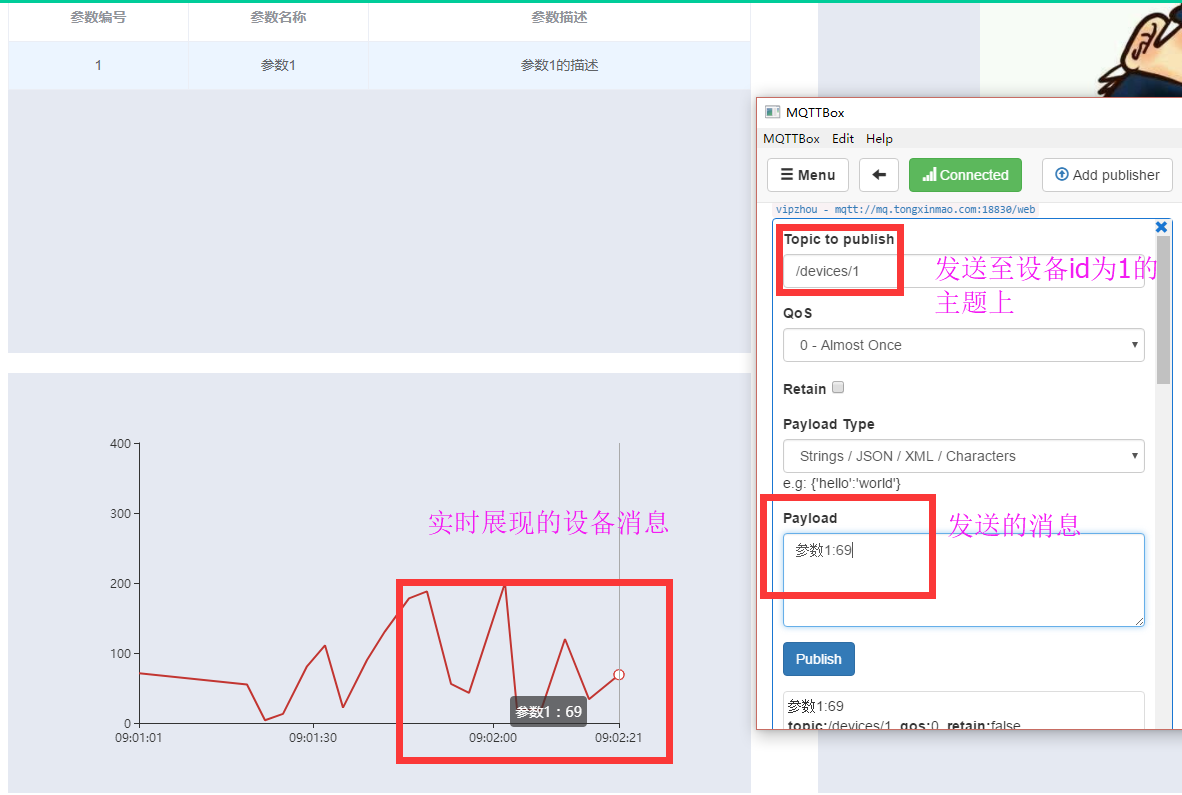 参数编号 参数名称 参数描述
1 参数1 参数1的描述
MQTTBox
MQTTBox Edit Help
Menu Connected Add publisher
vipzhou - mqtt://mq.tongxinmao.com:18830/web
Topic to publish
/devices/1
发送至设备id为1的
主题上
QoS
0 - Almost Once
Retain
Payload Type
Strings / JSON / XML / Characters
e.g: {'hello':'world'}
Payload
参数1:69
发送的消息
Publish
参数1:69
topic:/devices/1, qos:0, retain:false
实时展现的设备消息
400
300
200
100
0
参数1：69
09:01:01 09:01:30 09:02:00 09:02:21